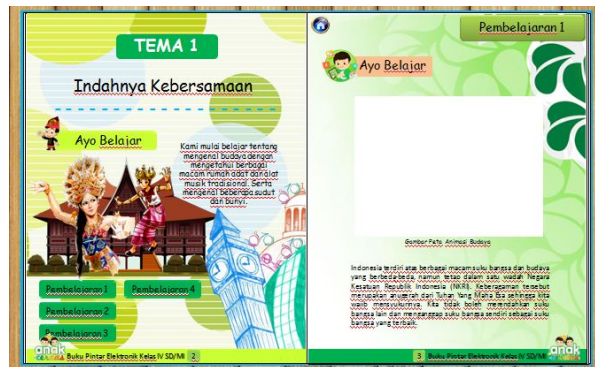 TEMA 1
Indahnya Kebersamaan
Ayo Belajar
Kami mulai belajar tentang
mengenal budaya dengan
mengetahui berbagai
macam rumah adat dan alat
musik tradisional. Serta
mengenal beberapa sudut
dan bunyi.
Pembelajaran 1
Pembelajaran 4
Pembelajaran 2
Pembelajaran 3
anak
Buku Pintar Elektronik Kelas IV SD/MI 2
Pembelajaran 1
Ayo Belajar
Gambar Peta Animasi Budaya
Indonesia terdiri atas berbagai macam suku bangsa dan budaya
yang berbeda-beda, namun tetap dalam satu wadah Negara
Kesatuan Republik Indonesia (NKRI). Keberagaman tersebut
merupakan anugerah dari Tuhan Yang Maha Esa sehingga kita
wajib mensyukurinya. Kita tidak boleh merendahkan suku
bangsa lain dan menganggap suku bangsa sendiri sebagai suku
bangsa yang terbaik.
3 Buku Pintar Elektronik Kelas IV SD/MI
anak